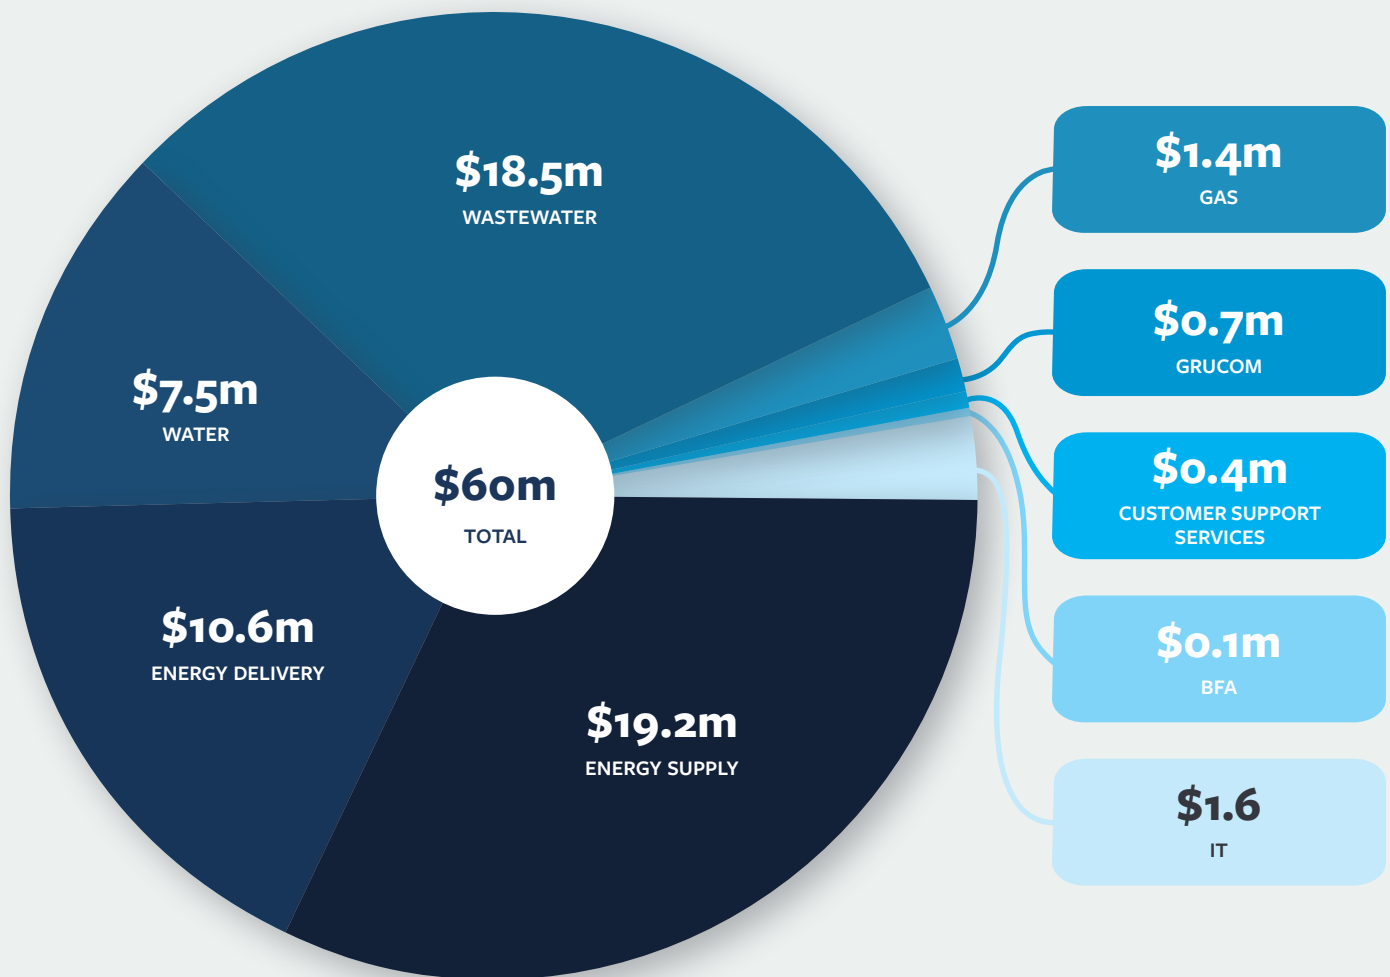 $18.5m
WASTEWATER
$7.5m
WATER
$60m
TOTAL
$10.6m
ENERGY DELIVERY
$19.2m
ENERGY SUPPLY
$1.4m
GAS
$0.7m
GRUCOM
$0.4m
CUSTOMER SUPPORT
SERVICES
$0.1m
BFA
$1.6
IT